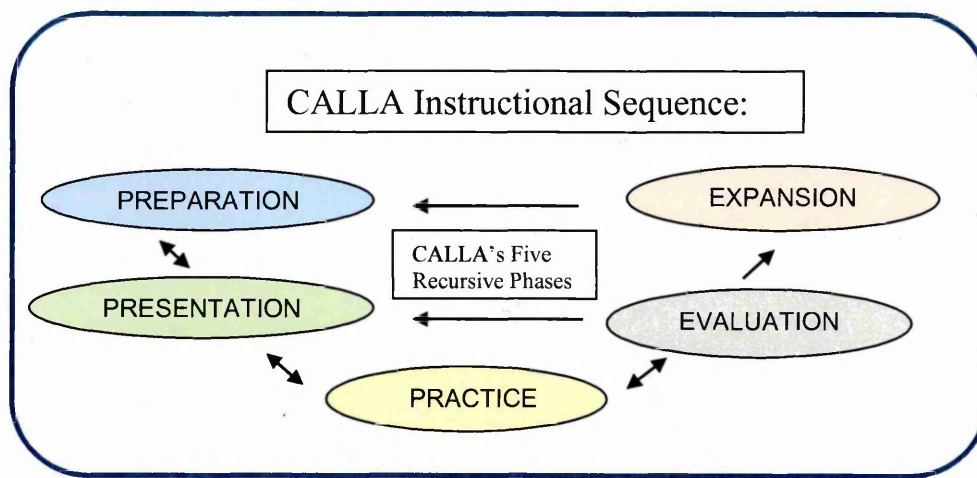 CALLA Instructional Sequence:
PREPARATION
EXPANSION
CALLA's Five
Recursive Phases
PRESENTATION
EVALUATION
PRACTICE